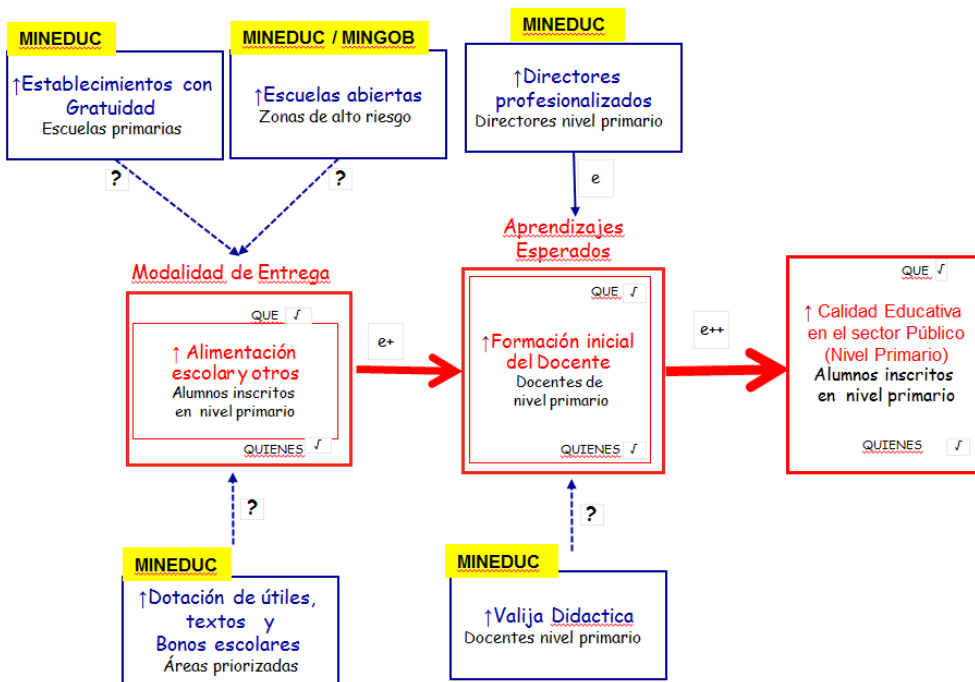 MINEDUC
↑Establecimientos con
Gratuidad
Escuelas primarias
MINEDUC / MINGOB
↑Escuelas abiertas
Zonas de alto riesgo
MINEDUC
↑Directores
profesionalizados
Directores nivel primario
?
?
e
Modalidad de Entrega
QUE √
↑ Alimentación
escolar y otros
Alumnos inscritos
en nivel primario
QUIENES √
e+
Aprendizajes
Esperados
QUE √
↑Formación inicial
del Docente
Docentes de
nivel primario
QUIENES √
e++
QUE √
↑ Calidad Educativa
en el sector Público
(Nivel Primario)
Alumnos inscritos
en nivel primario
QUIENES √
?
?
MINEDUC
↑Dotación de útiles,
textos y
Bonos escolares
Áreas priorizadas
MINEDUC
↑Valija Didactica
Docentes nivel primario